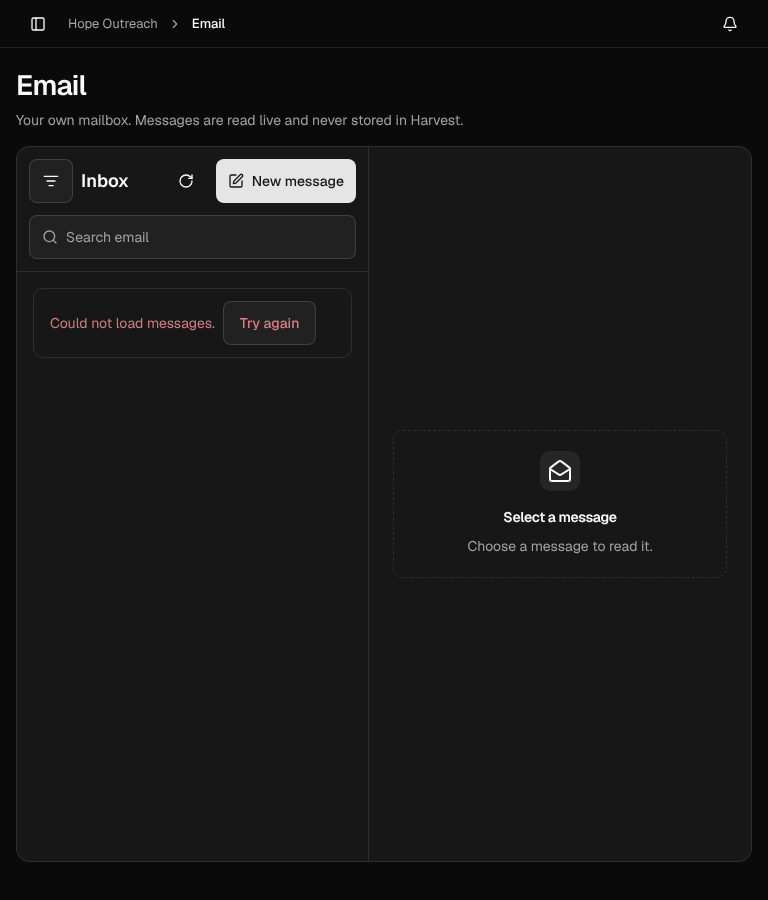 Hope Outreach
Email
Email
Your own mailbox. Messages are read live and never stored in Harvest.
Inbox
New message
Search email
Could not load messages.
Try again
Select a message
Choose a message to read it.